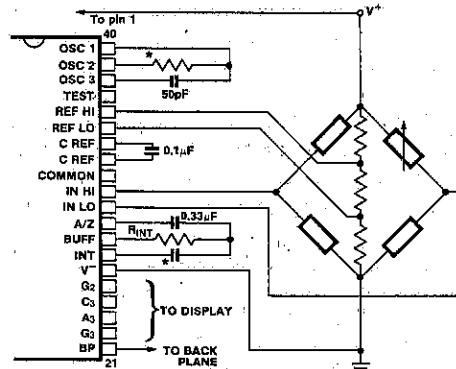 To pin 1
V+
40
OSC 1
OSC 2
*
OSC 3
50pF
TEST
REF HI
REF LO
C REF
0.1µF
C REF
COMMON
IN HI
IN LO
A/Z
0.33µF
BUFF
RINT
INT
*
V−
G2
C3
TO DISPLAY
A3
G3
BP
TO BACK
PLANE
21